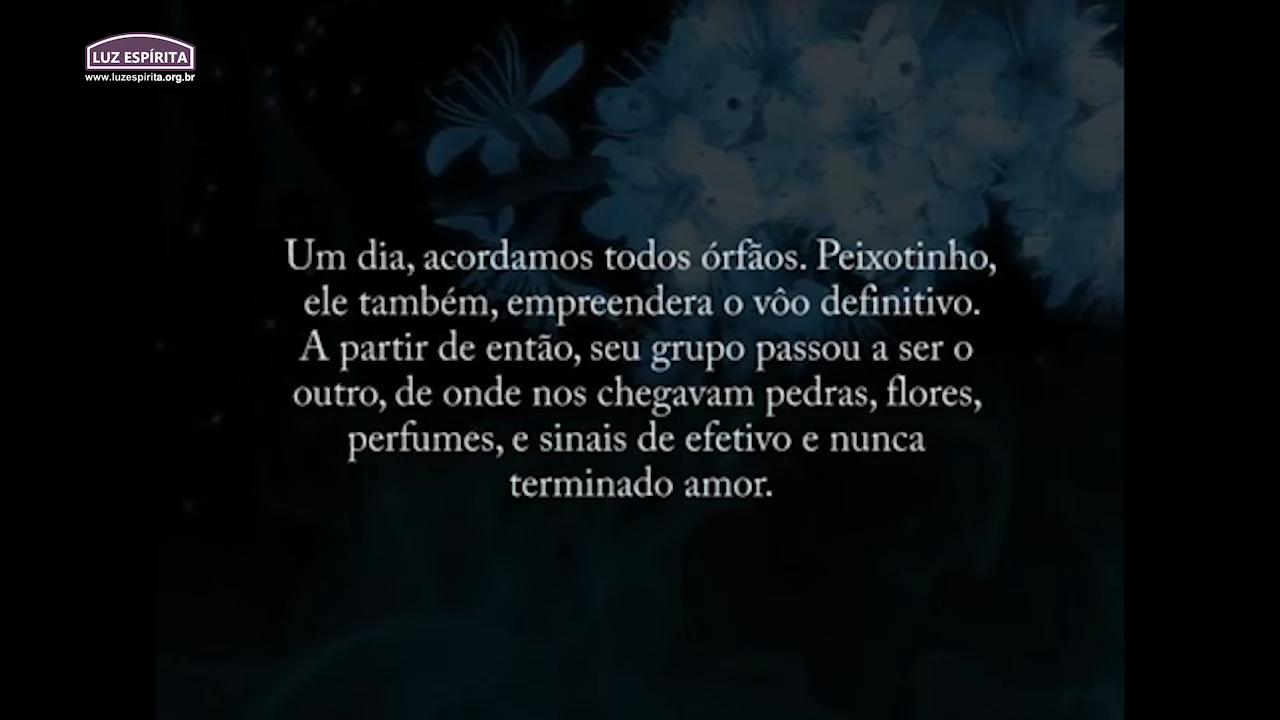 LUZ ESPÍRITA
www.luzespirita.org.br
Um dia, acordamos todos órfãos. Peixotinho,
ele também, empreendera o vôo definitivo.
A partir de então, seu grupo passou a ser o
outro, de onde nos chegavam pedras, flores,
perfumes, e sinais de efetivo e nunca
terminado amor.